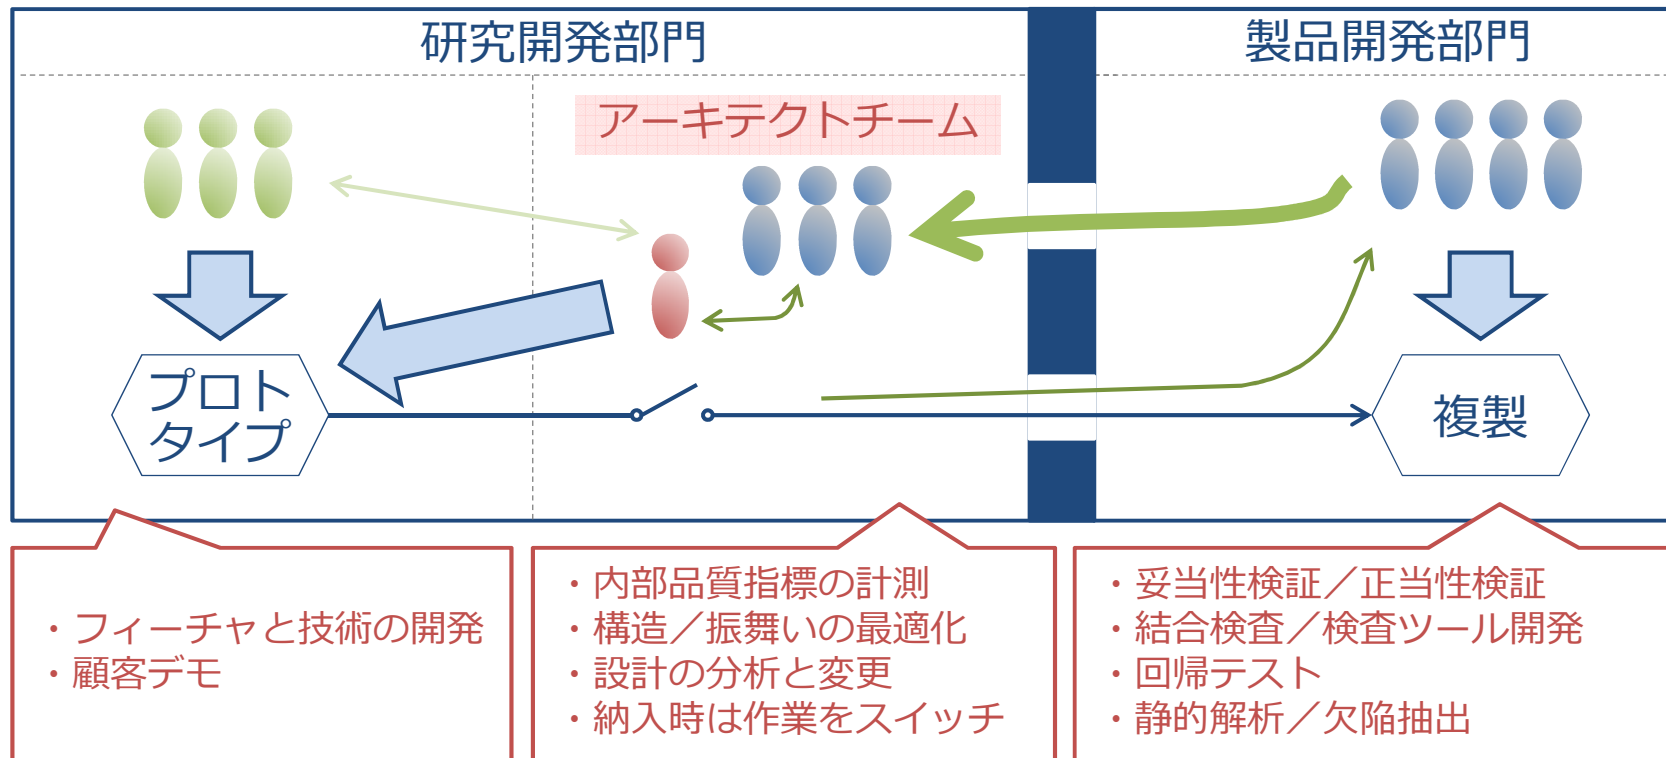 研究開発部門
製品開発部門
アーキテクトチーム
プロト
タイプ
複製
・フィーチャと技術の開発
・顧客デモ
・内部品質指標の計測
・構造／振舞いの最適化
・設計の分析と変更
・納入時は作業をスイッチ
・妥当性検証／正当性検証
・結合検査／検査ツール開発
・回帰テスト
・静的解析／欠陥抽出